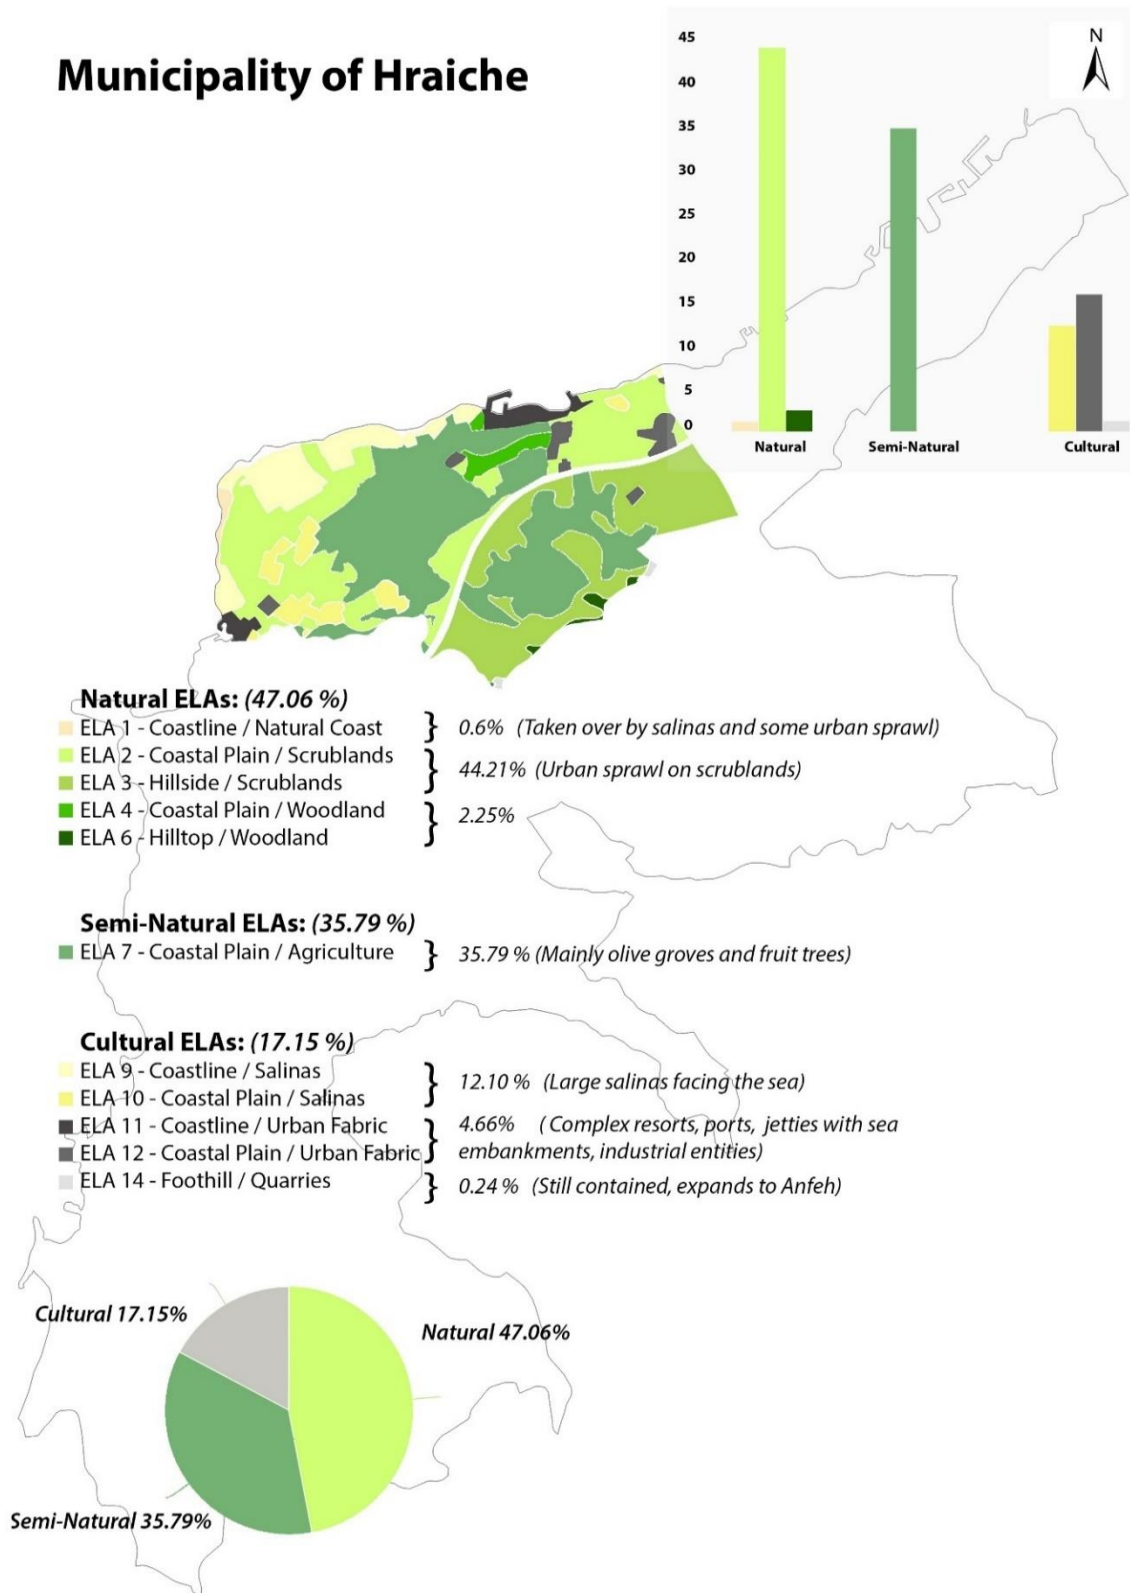 Municipality of Hraiche
N
45
40
35
30
25
20
15
10
5
0
Natural
Semi-Natural
Cultural
Natural ELAs: (47.06 %)
ELA 1 - Coastline / Natural Coast } 0.6% (Taken over by salinas and some urban sprawl)
ELA 2 - Coastal Plain / Scrublands
ELA 3 - Hillside / Scrublands
} 44.21% (Urban sprawl on scrublands)
ELA 4 - Coastal Plain / Woodland
ELA 6 - Hilltop / Woodland
} 2.25%
Semi-Natural ELAs: (35.79 %)
ELA 7 - Coastal Plain / Agriculture } 35.79 % (Mainly olive groves and fruit trees)
Cultural ELAs: (17.15 %)
ELA 9 - Coastline / Salinas
ELA 10 - Coastal Plain / Salinas
} 12.10 % (Large salinas facing the sea)
ELA 11 - Coastline / Urban Fabric
ELA 12 - Coastal Plain / Urban Fabric
} 4.66% ( Complex resorts, ports, jetties with sea
embankments, industrial entities)
ELA 14 - Foothill / Quarries } 0.24 % (Still contained, expands to Anfeh)
Cultural 17.15%
Natural 47.06%
Semi-Natural 35.79%